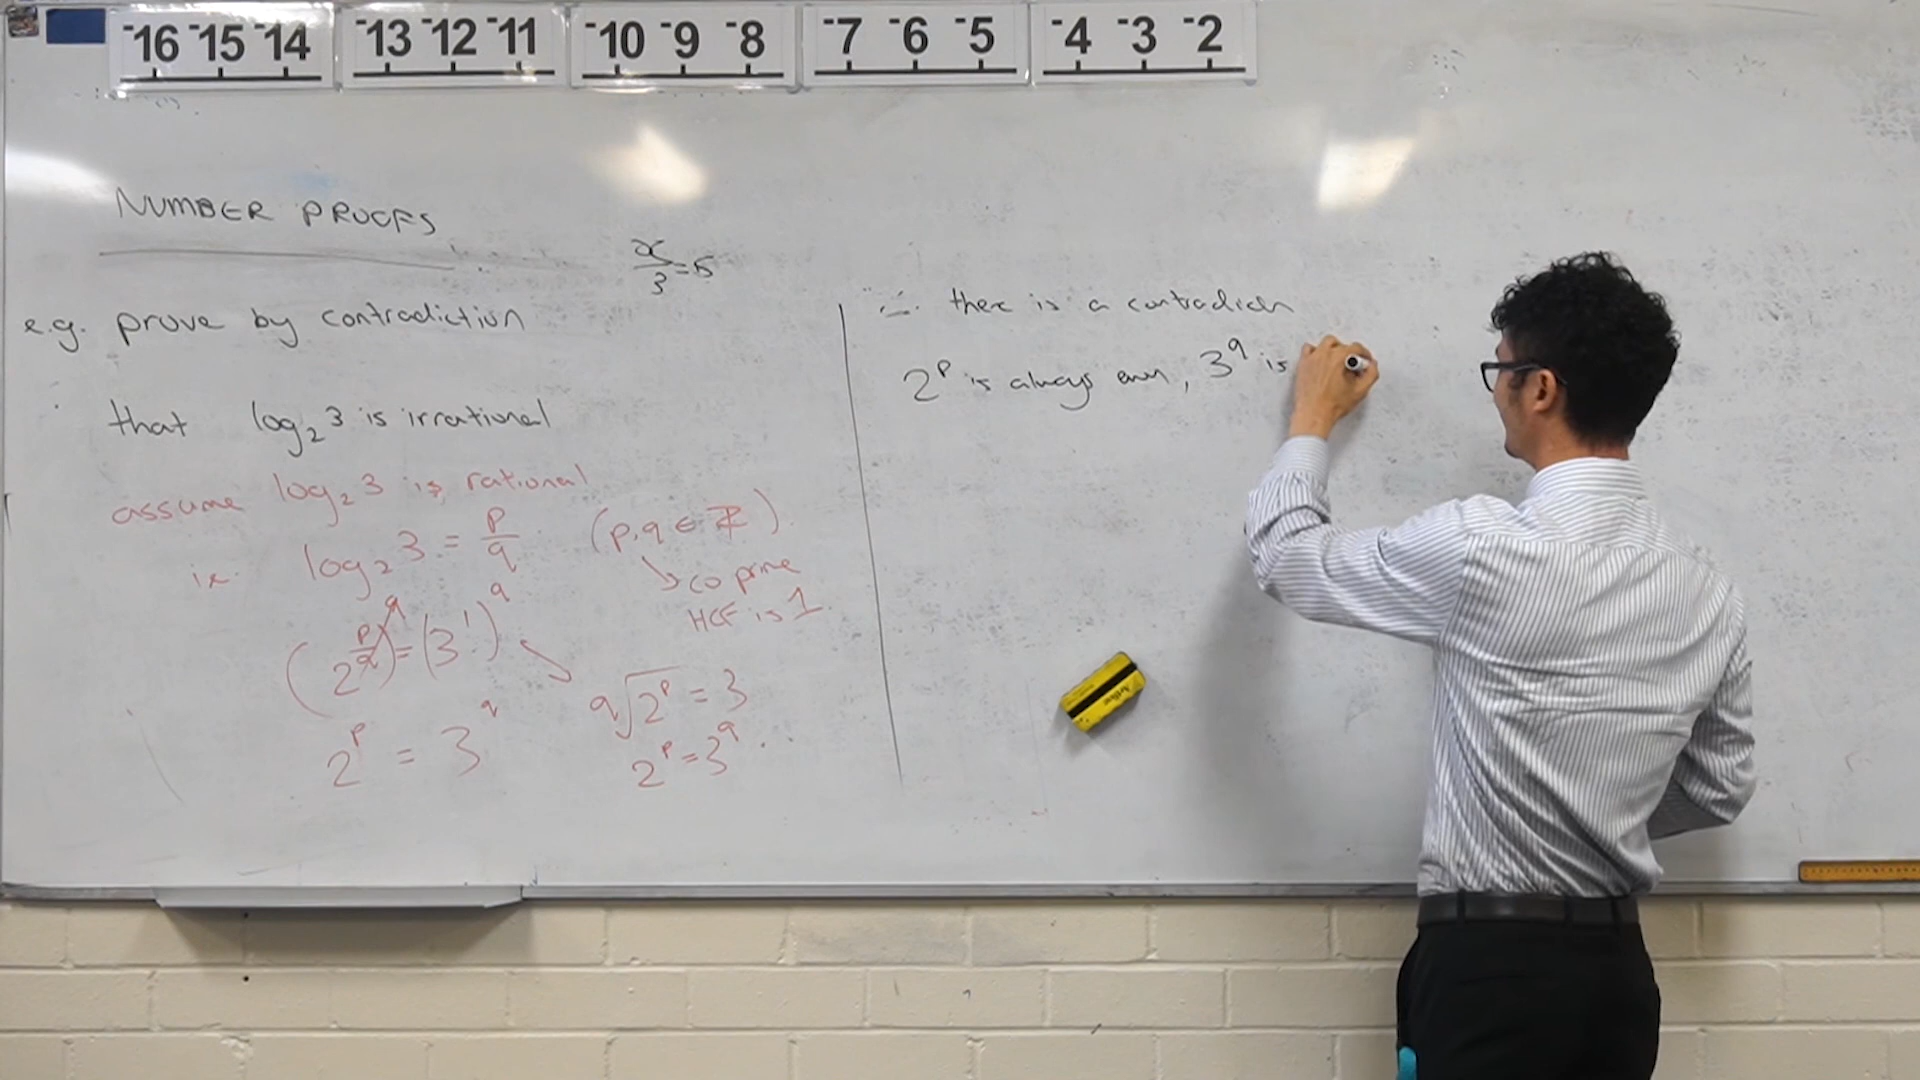 -16 -15 -14 -13 -12 -11 -10 -9 -8 -7 -6 -5 -4 -3 -2
NUMBER PROOFS
x/3=5
e.g. prove by contradiction
that log₂3 is irrational
assume log₂3 is rational
ie. log₂3 = p/q (p,q ∈ ℤ)
↘ co prime
HCF is 1
(2^(p/q))^q = (3¹)^q ↘
2^p = 3^q
q√2^p = 3
2^p = 3^q
∴ there is a contradictn
2^p is always even, 3^q is